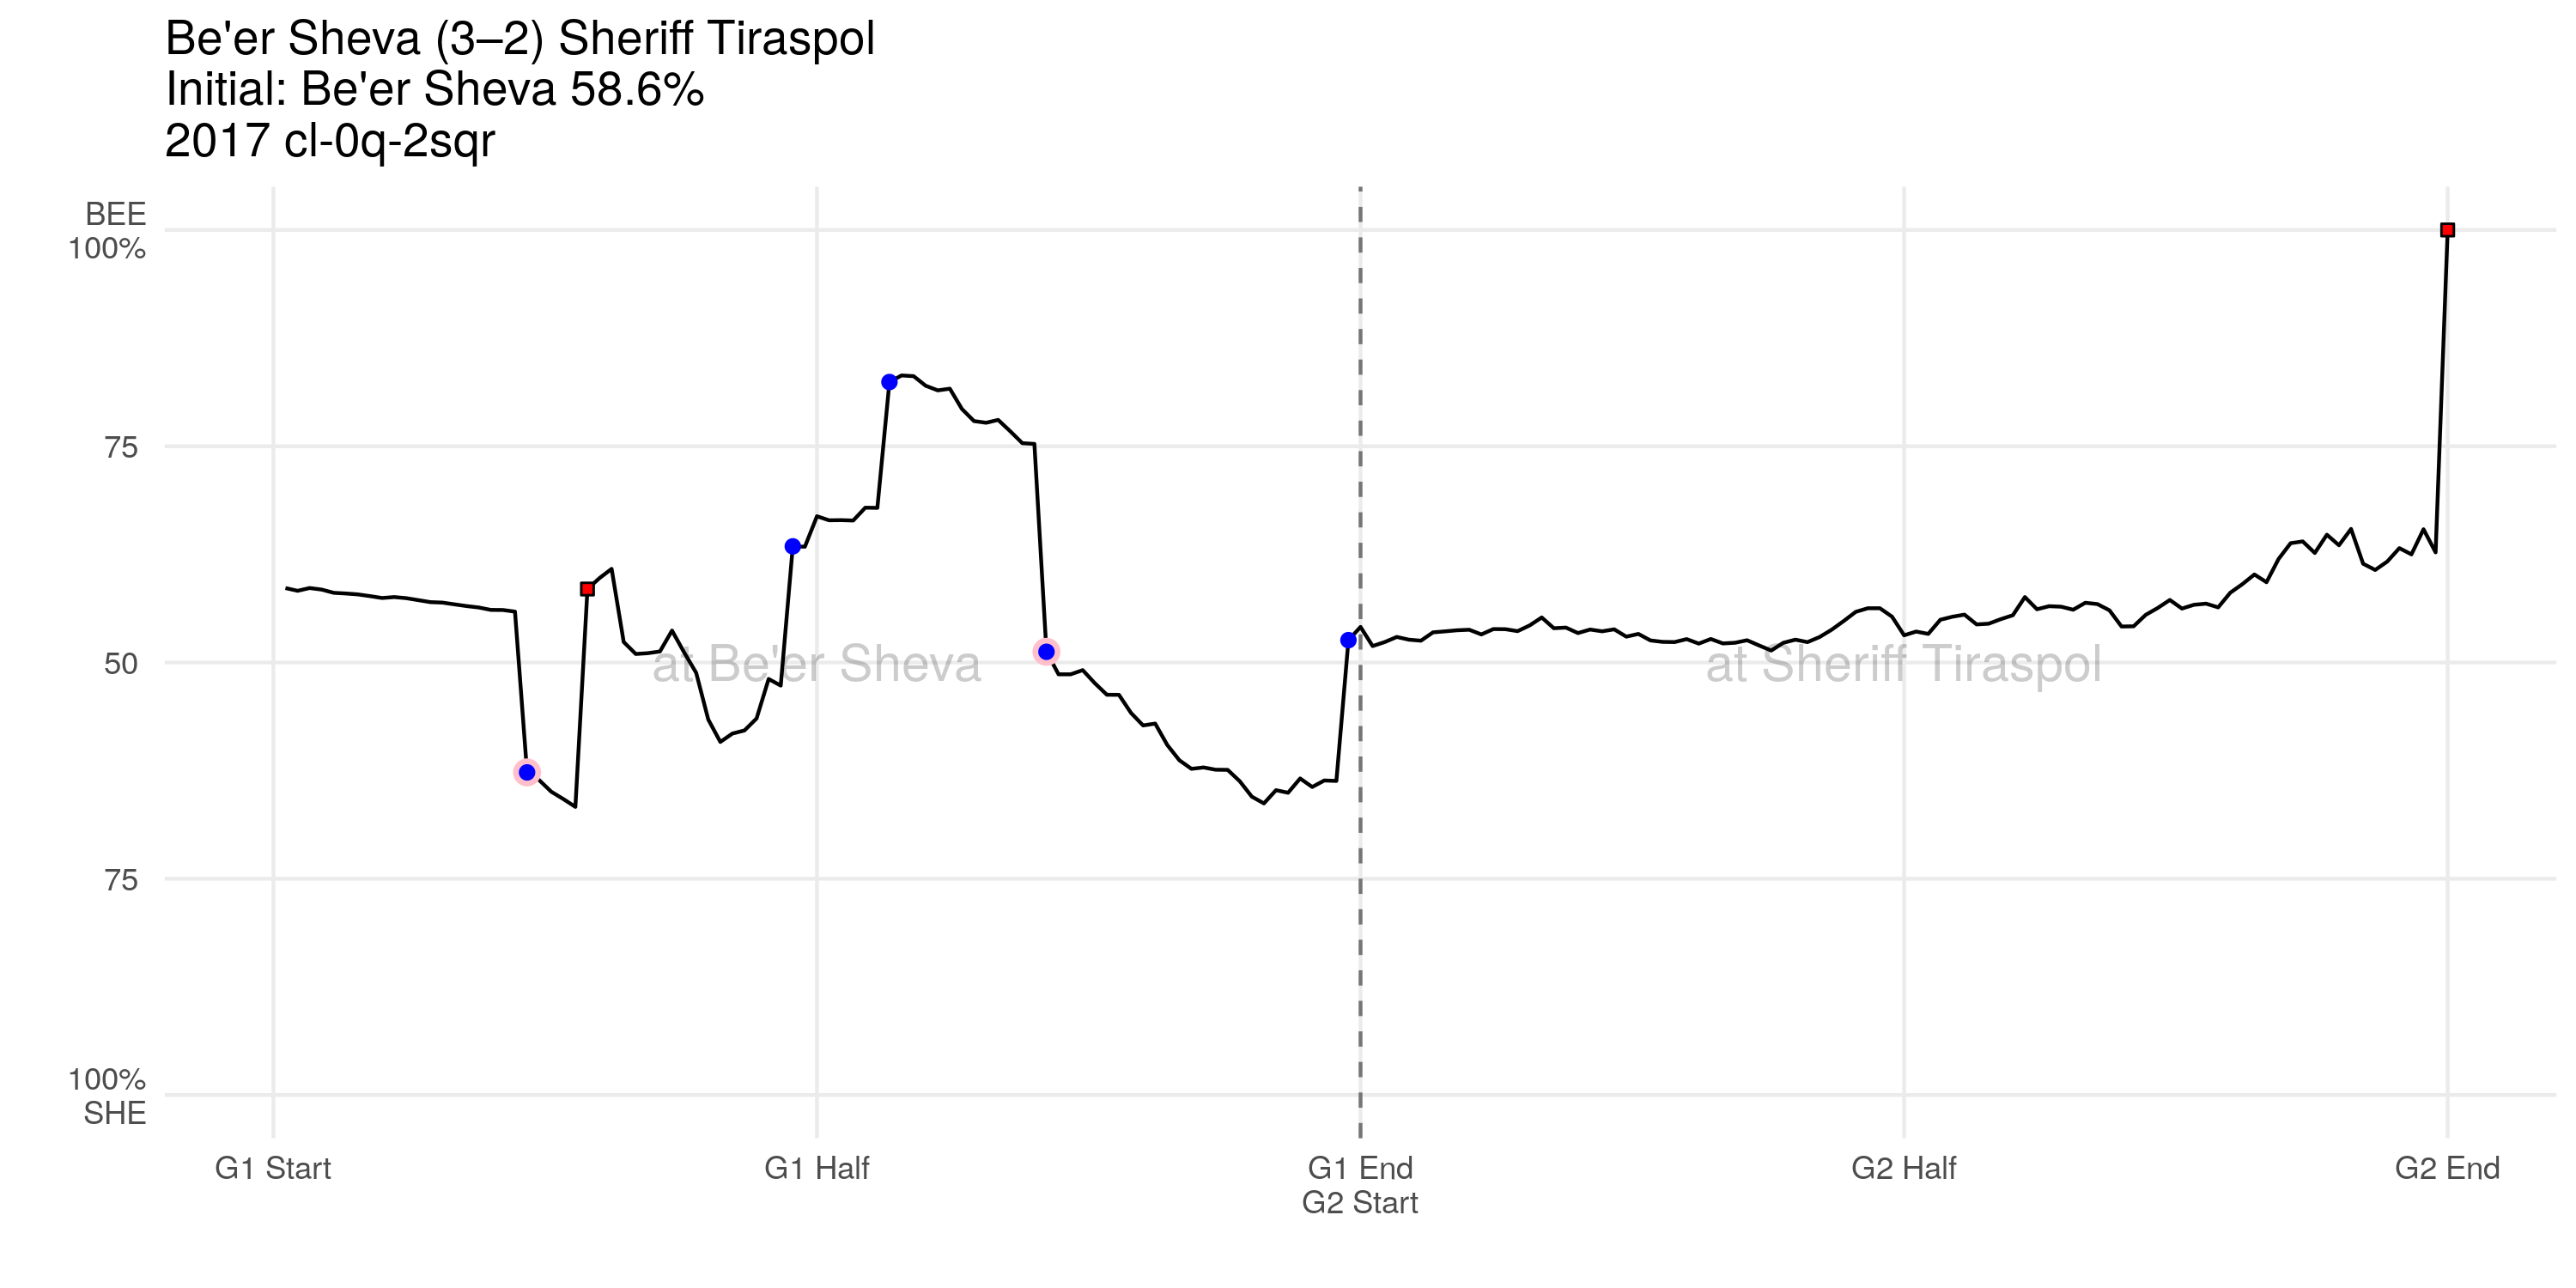 Be'er Sheva (3–2) Sheriff Tiraspol
Initial: Be'er Sheva 58.6%
2017 cl-0q-2sqr
BEE
100%
75
50
75
100%
SHE
at Be'er Sheva
at Sheriff Tiraspol
G1 Start
G1 Half
G1 End
G2 Start
G2 Half
G2 End